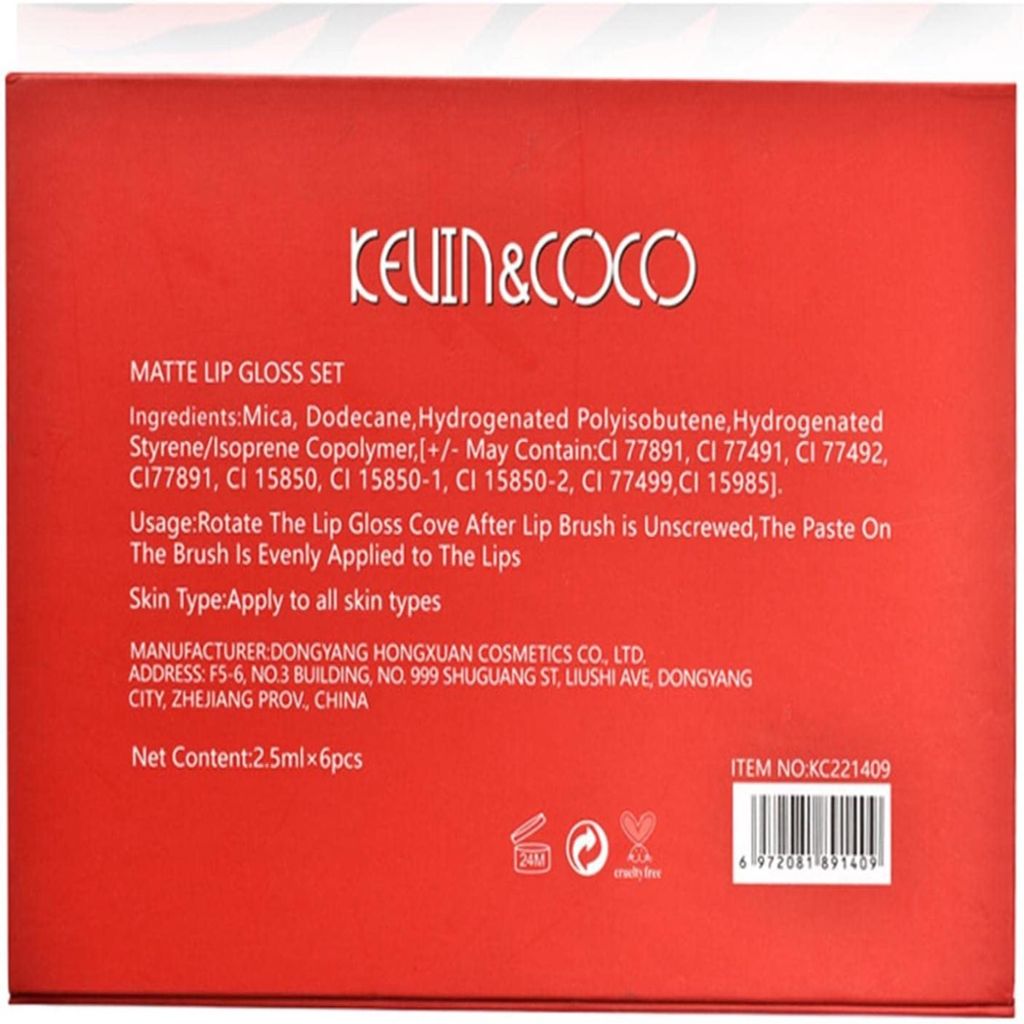 KEVIN&COCO
MATTE LIP GLOSS SET
Ingredients:Mica, Dodecane,Hydrogenated Polyisobutene,Hydrogenated
Styrene/Isoprene Copolymer,[+/- May Contain:CI 77891, CI 77491, CI 77492,
CI77891, CI 15850, CI 15850-1, CI 15850-2, CI 77499,CI 15985].
Usage:Rotate The Lip Gloss Cove After Lip Brush is Unscrewed,The Paste On
The Brush Is Evenly Applied to The Lips
Skin Type:Apply to all skin types
MANUFACTURER:DONGYANG HONGXUAN COSMETICS CO., LTD.
ADDRESS: F5-6, NO.3 BUILDING, NO. 999 SHUGUANG ST, LIUSHI AVE, DONGYANG
CITY, ZHEJIANG PROV., CHINA
Net Content:2.5ml×6pcs
ITEM NO:KC221409
24M
cruelty free
6 972081 891409